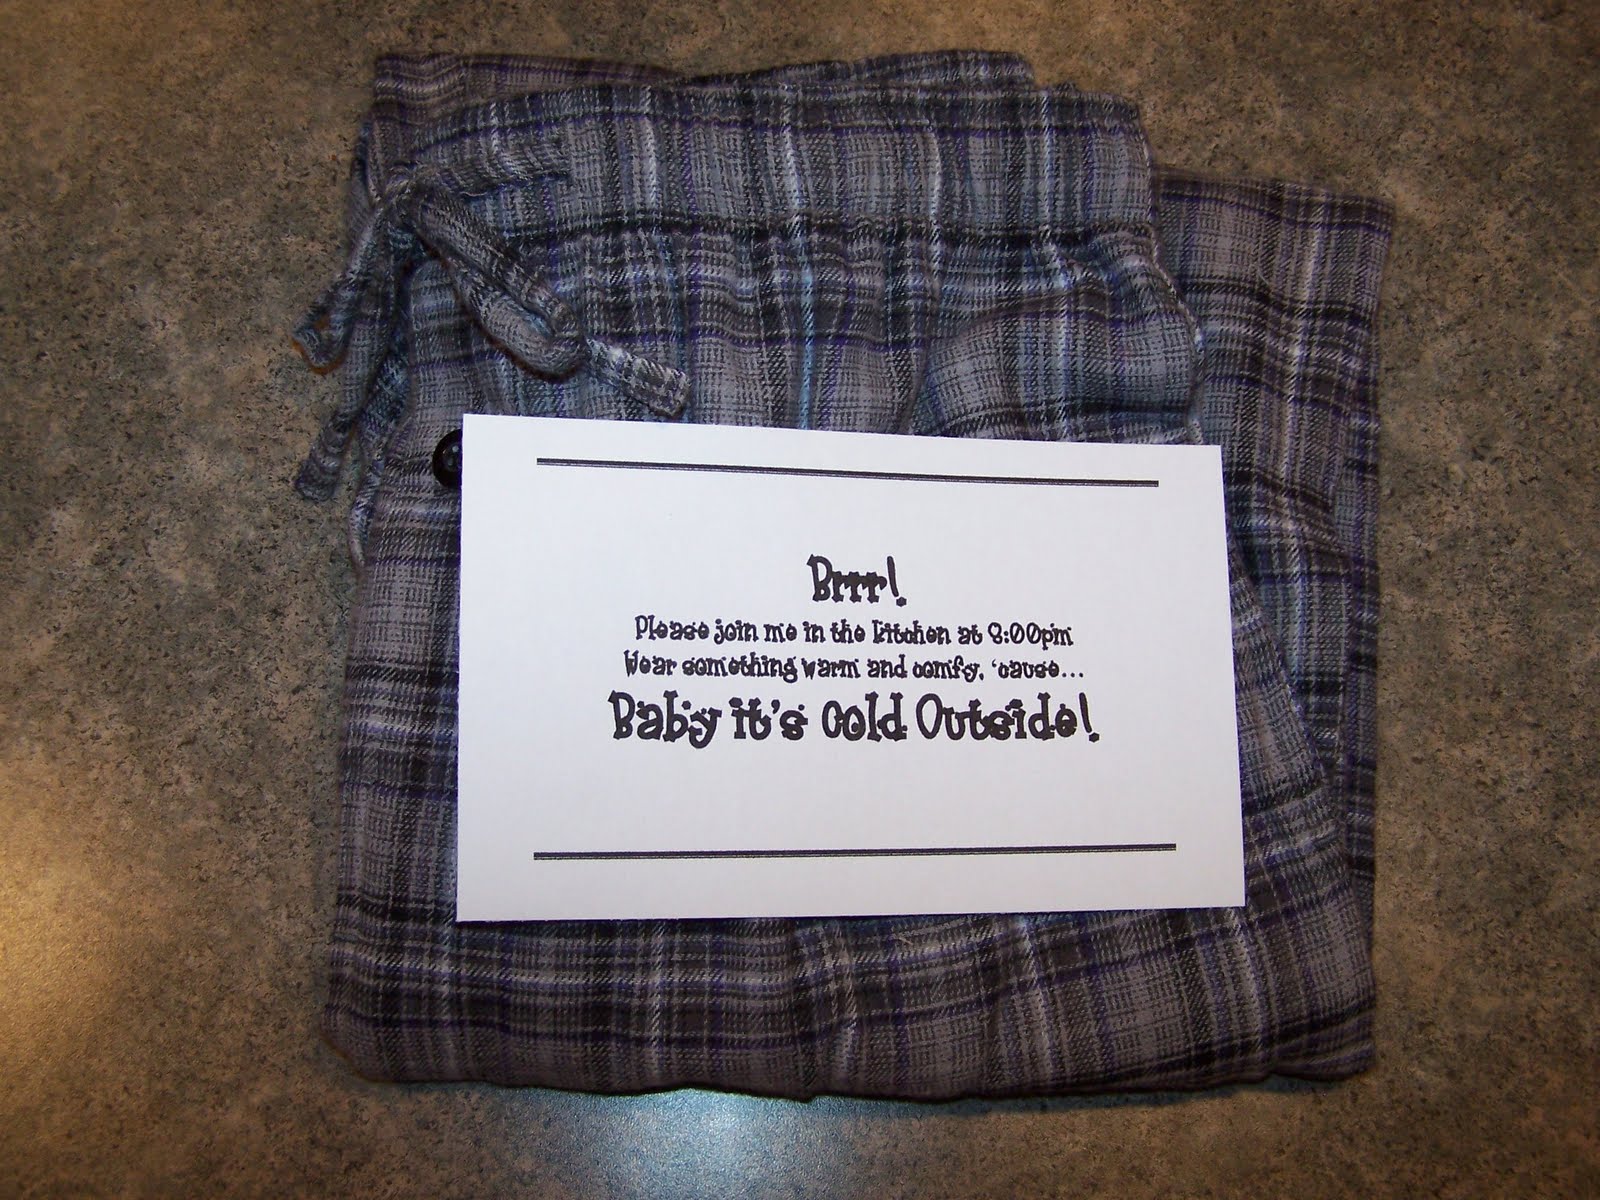 Brrr!
Please join me in the kitchen at 8:00pm
Wear something warm and comfy, 'cause...
Baby it's Cold Outside!